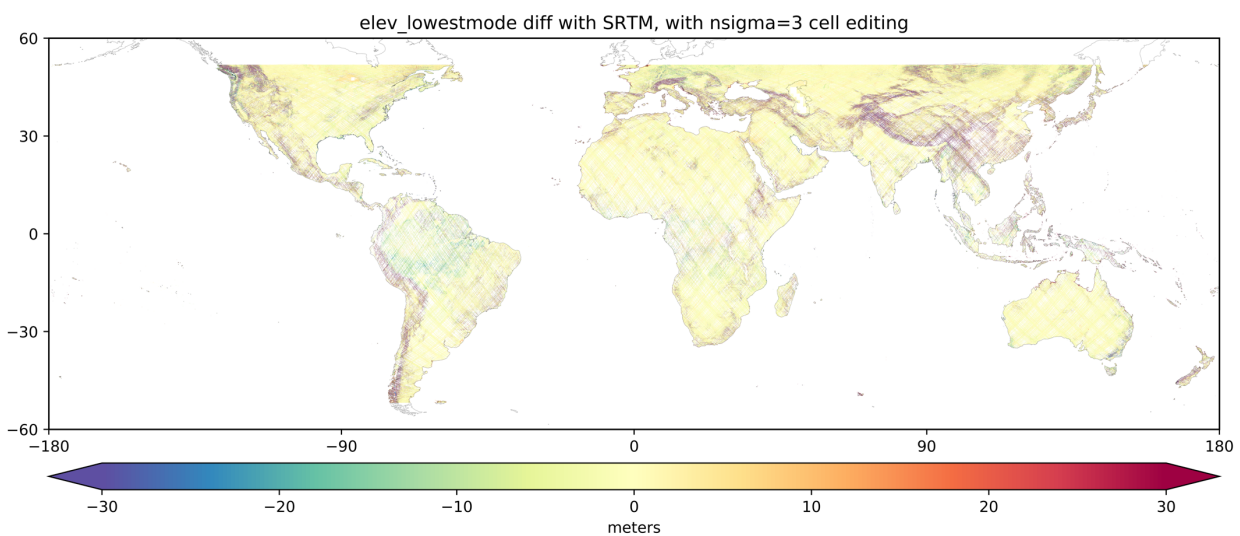 elev_lowestmode diff with SRTM, with nsigma=3 cell editing
60
30
0
−30
−60
−180 −90 0 90 180
−30 −20 −10 0 10 20 30
meters